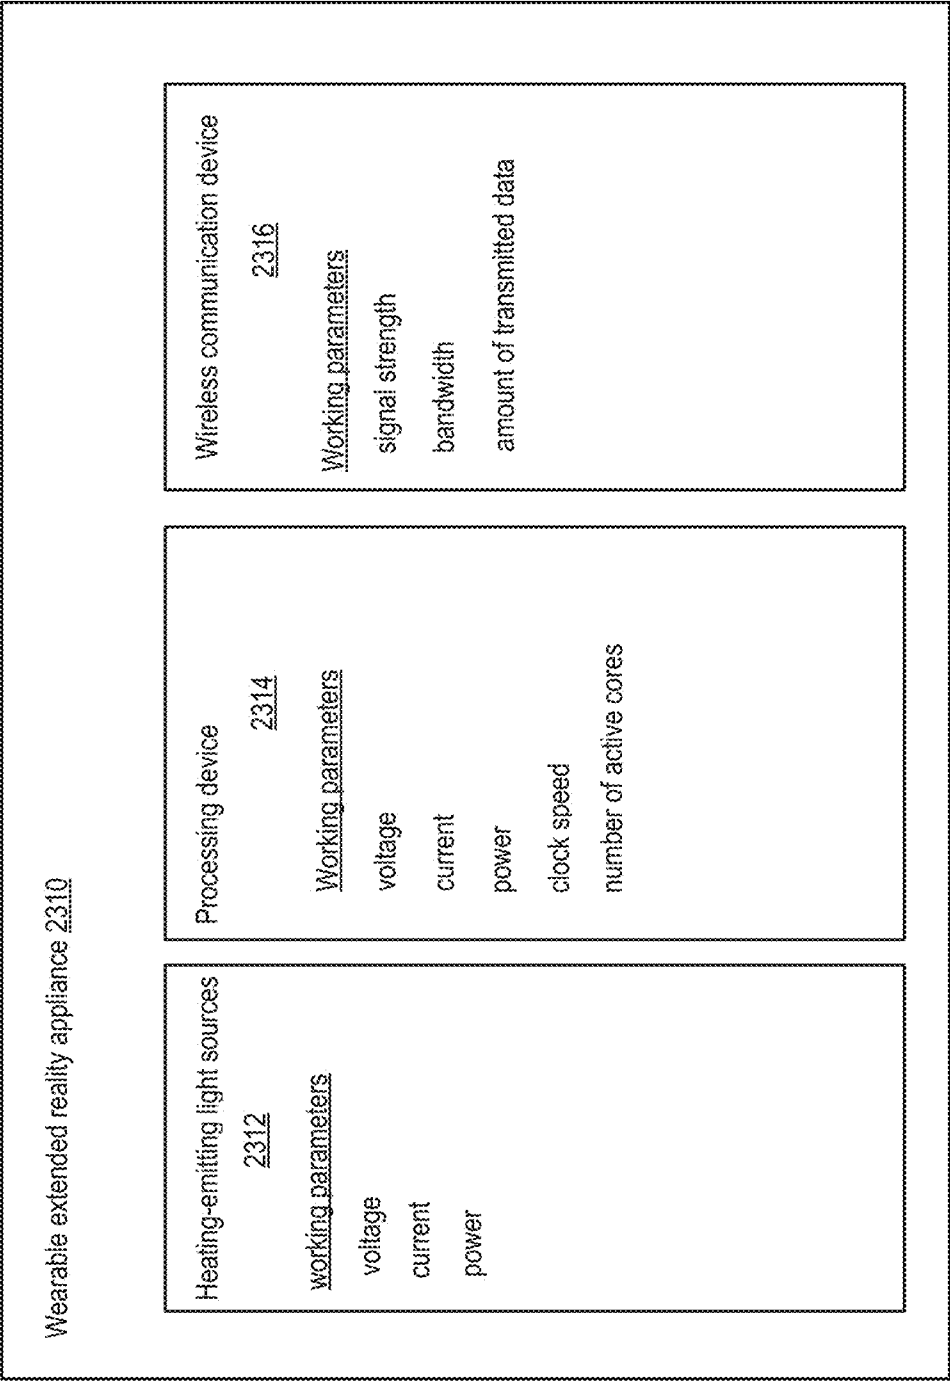 Wearable extended reality appliance 2310
Heating-emitting light sources
2312
working parameters
voltage
current
power
Processing device
2314
Working parameters
voltage
current
power
clock speed
number of active cores
Wireless communication device
2316
Working parameters
signal strength
bandwidth
amount of transmitted data